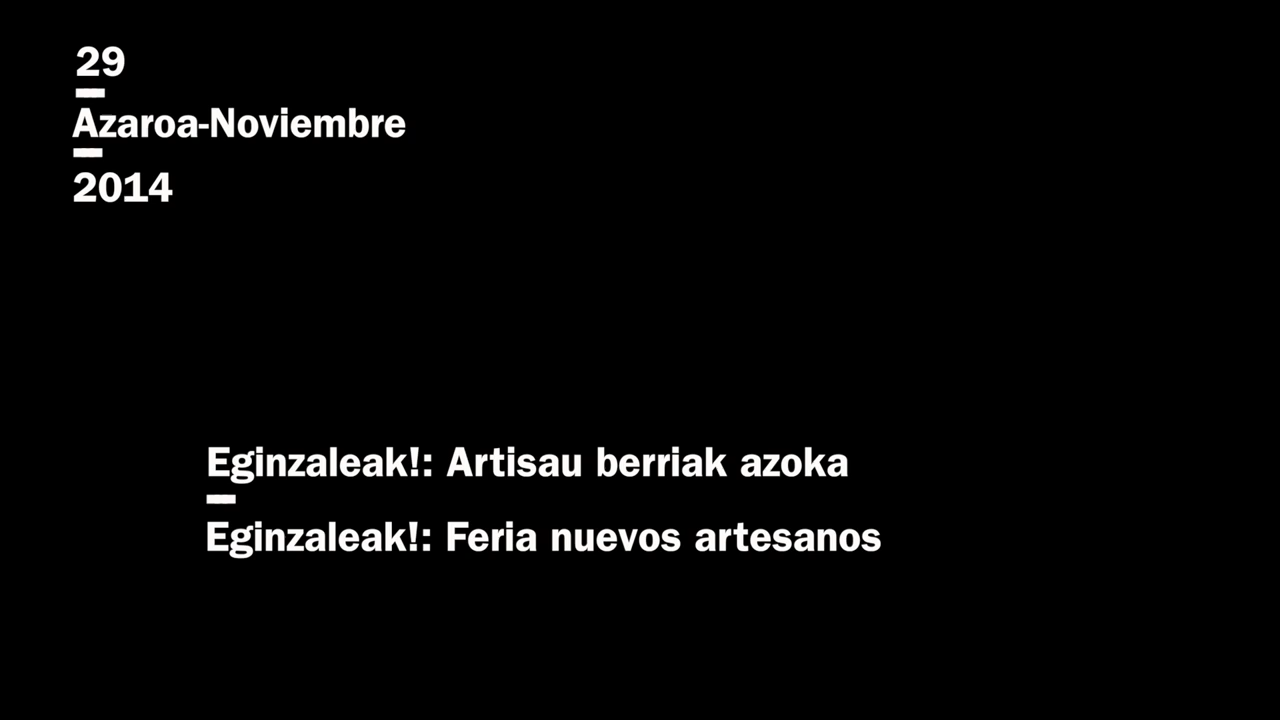 29
Azaroa-Noviembre
2014
Eginzaleak!: Artisau berriak azoka
Eginzaleak!: Feria nuevos artesanos